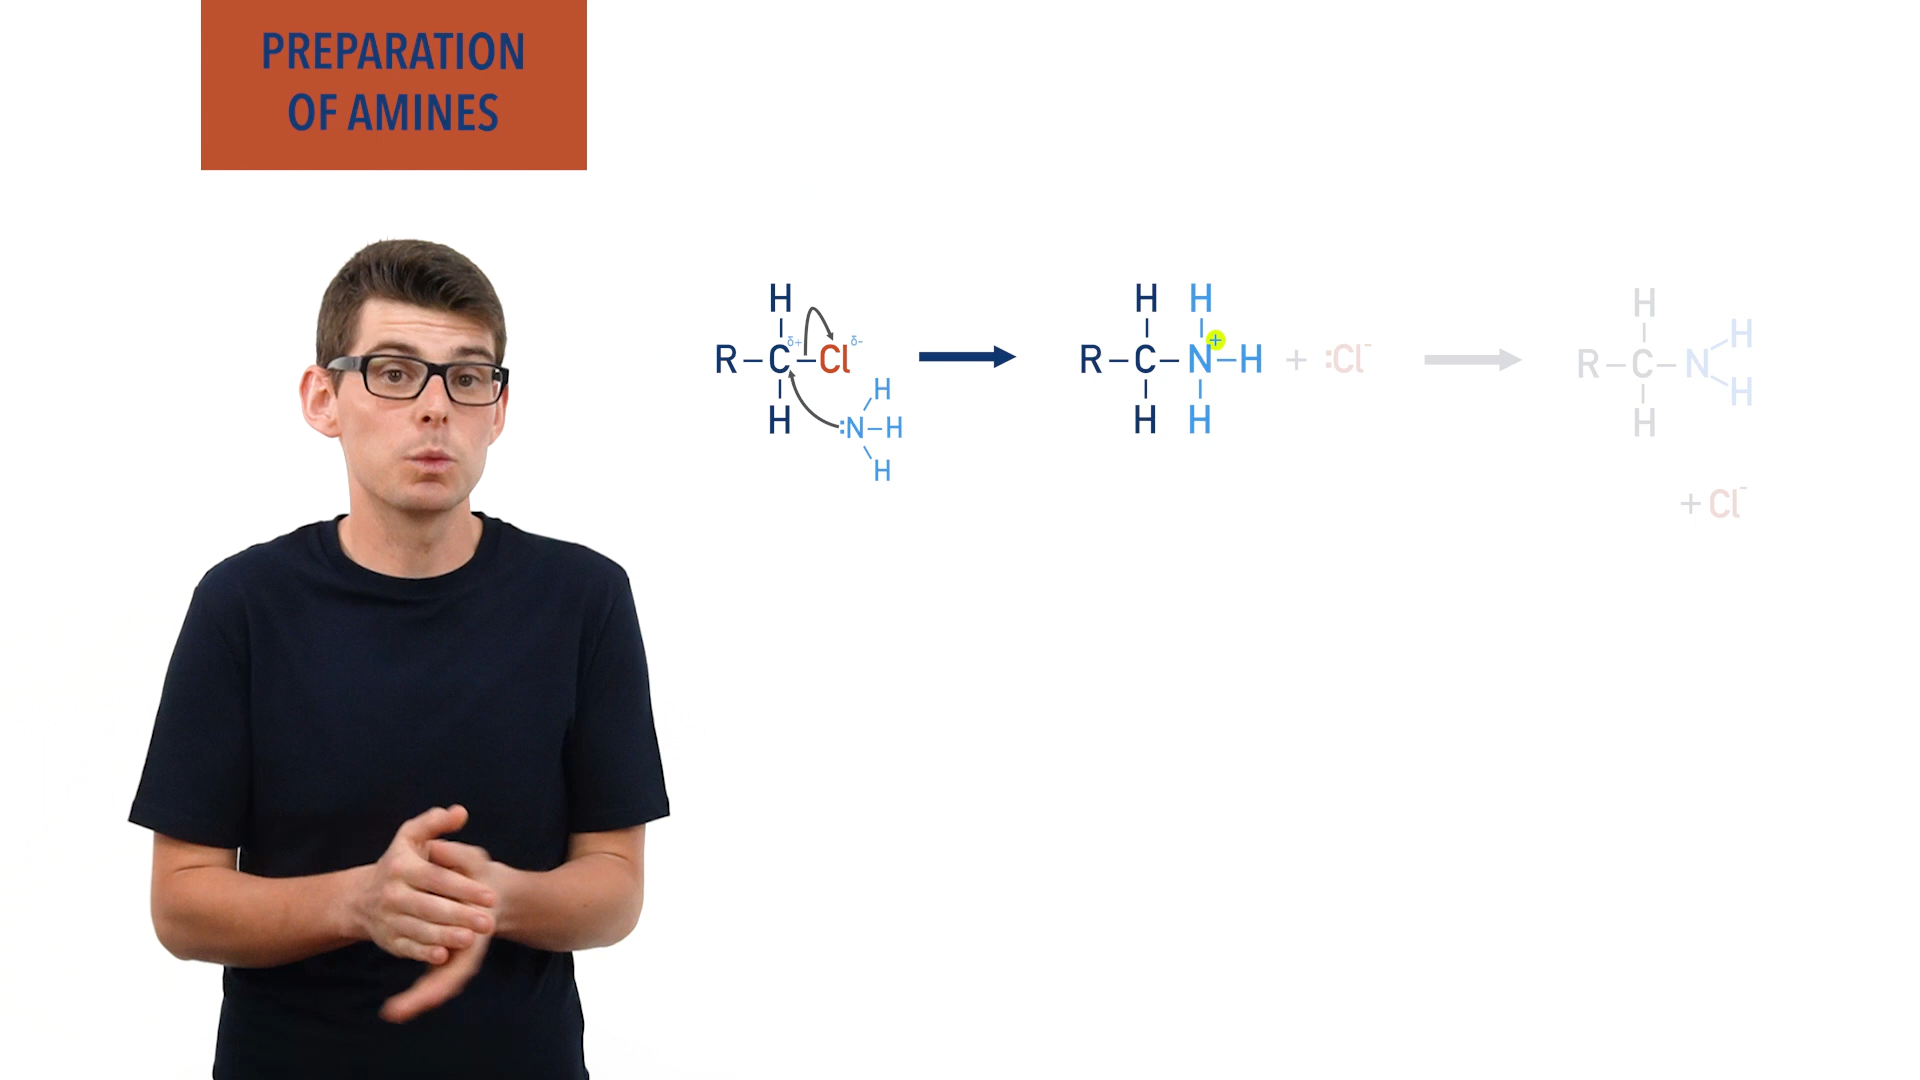 PREPARATION
OF AMINES
H
R–C–Cl
δ+
δ-
H
:N–H
H
H
H H
R–C–N–H
+
H H
+ :Cl⁻
H
R–C–N
H
H
H
+ Cl⁻